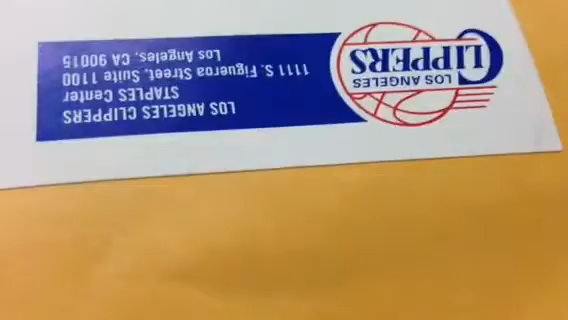 LOS ANGELES CLIPPERS
STAPLES Center
1111 S. Figueroa Street, Suite 1100
Los Angeles, CA 90015
LOS ANGELES
CLIPPERS